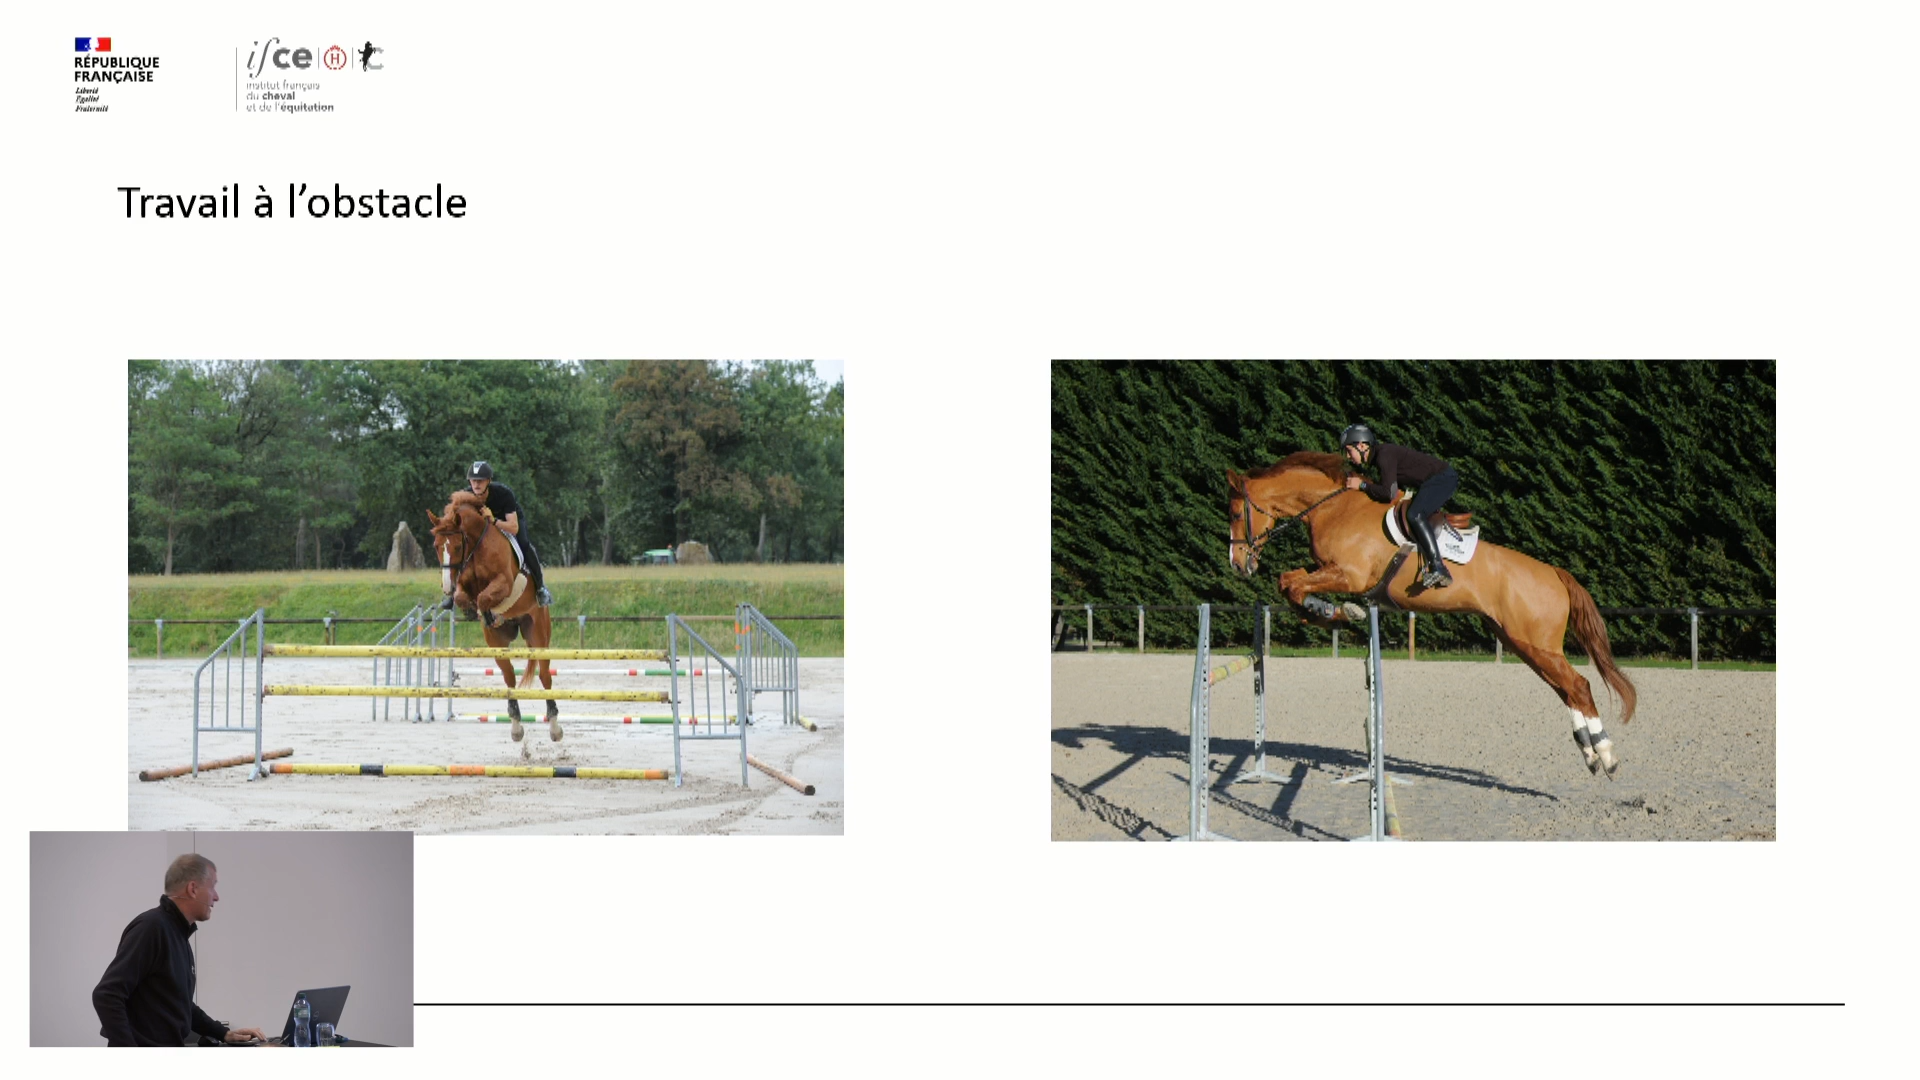 RÉPUBLIQUE
FRANÇAISE
Liberté
Égalité
Fraternité
ifce
institut français
du cheval
et de l'équitation
Travail à l'obstacle